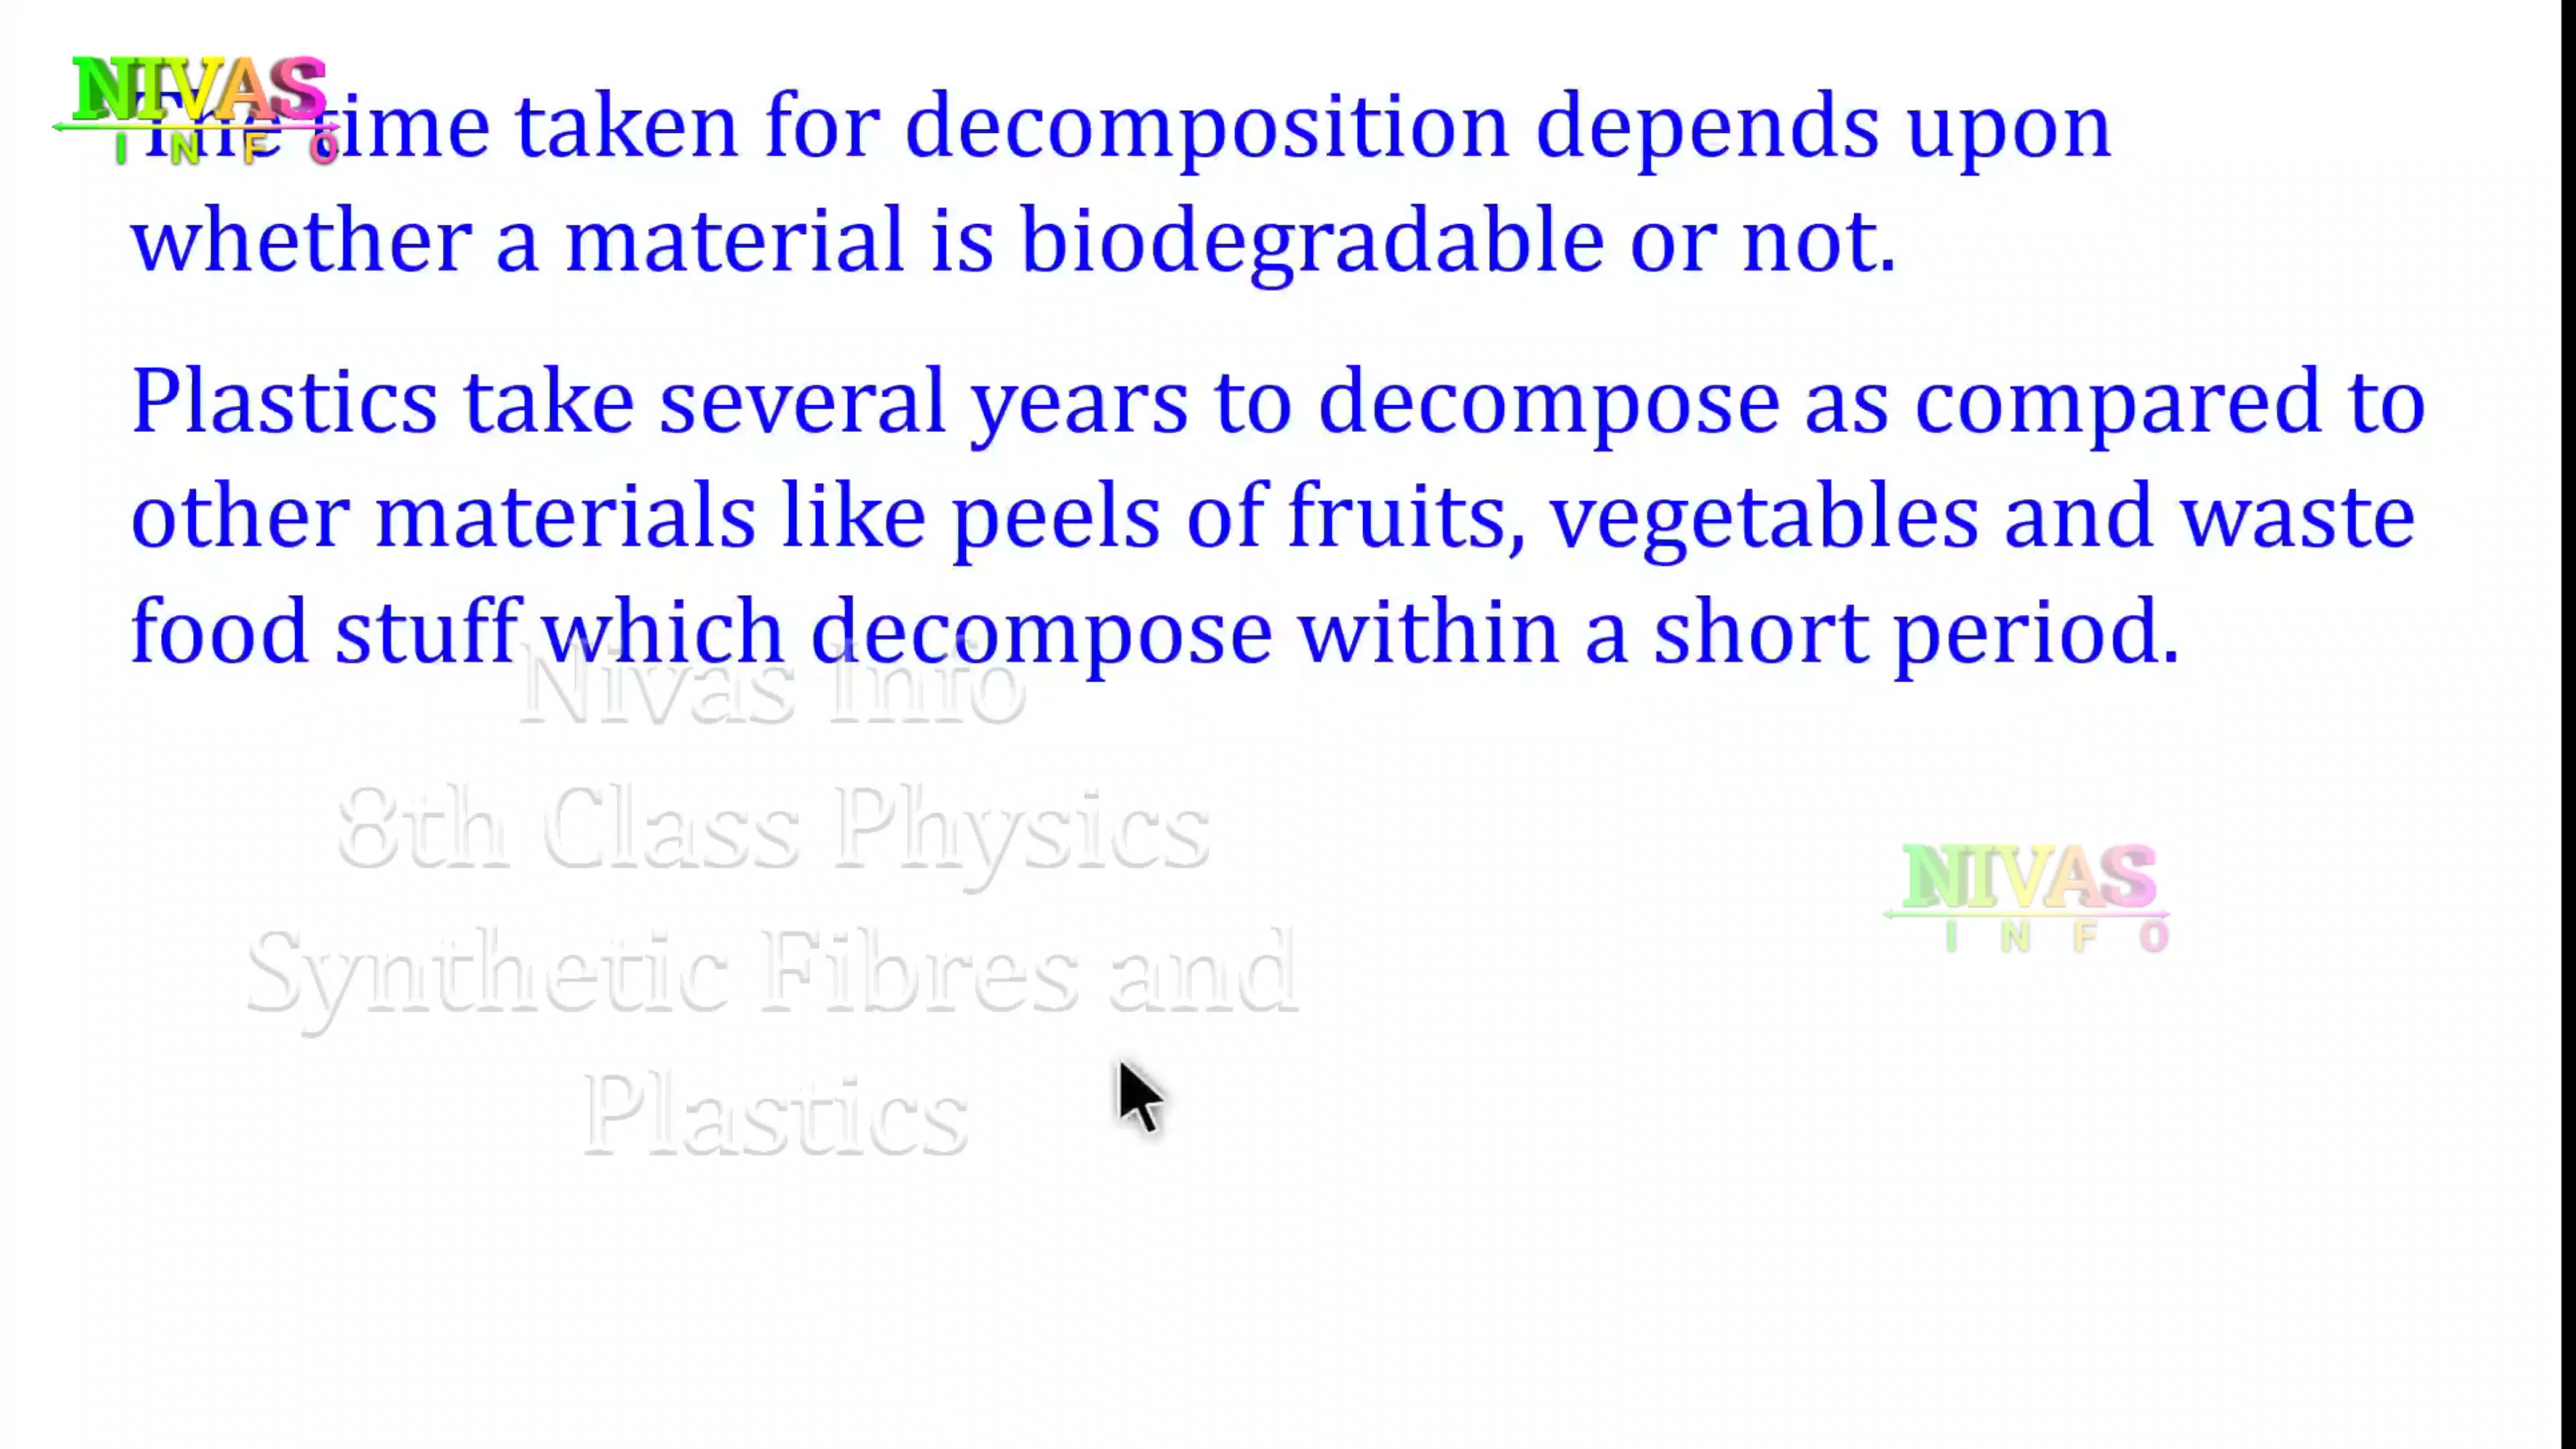 NIVAS
INFO
The time taken for decomposition depends upon
whether a material is biodegradable or not.
Plastics take several years to decompose as compared to
other materials like peels of fruits, vegetables and waste
food stuff which decompose within a short period.
Nivas Info
8th Class Physics
Synthetic Fibres and
Plastics
NIVAS
INFO